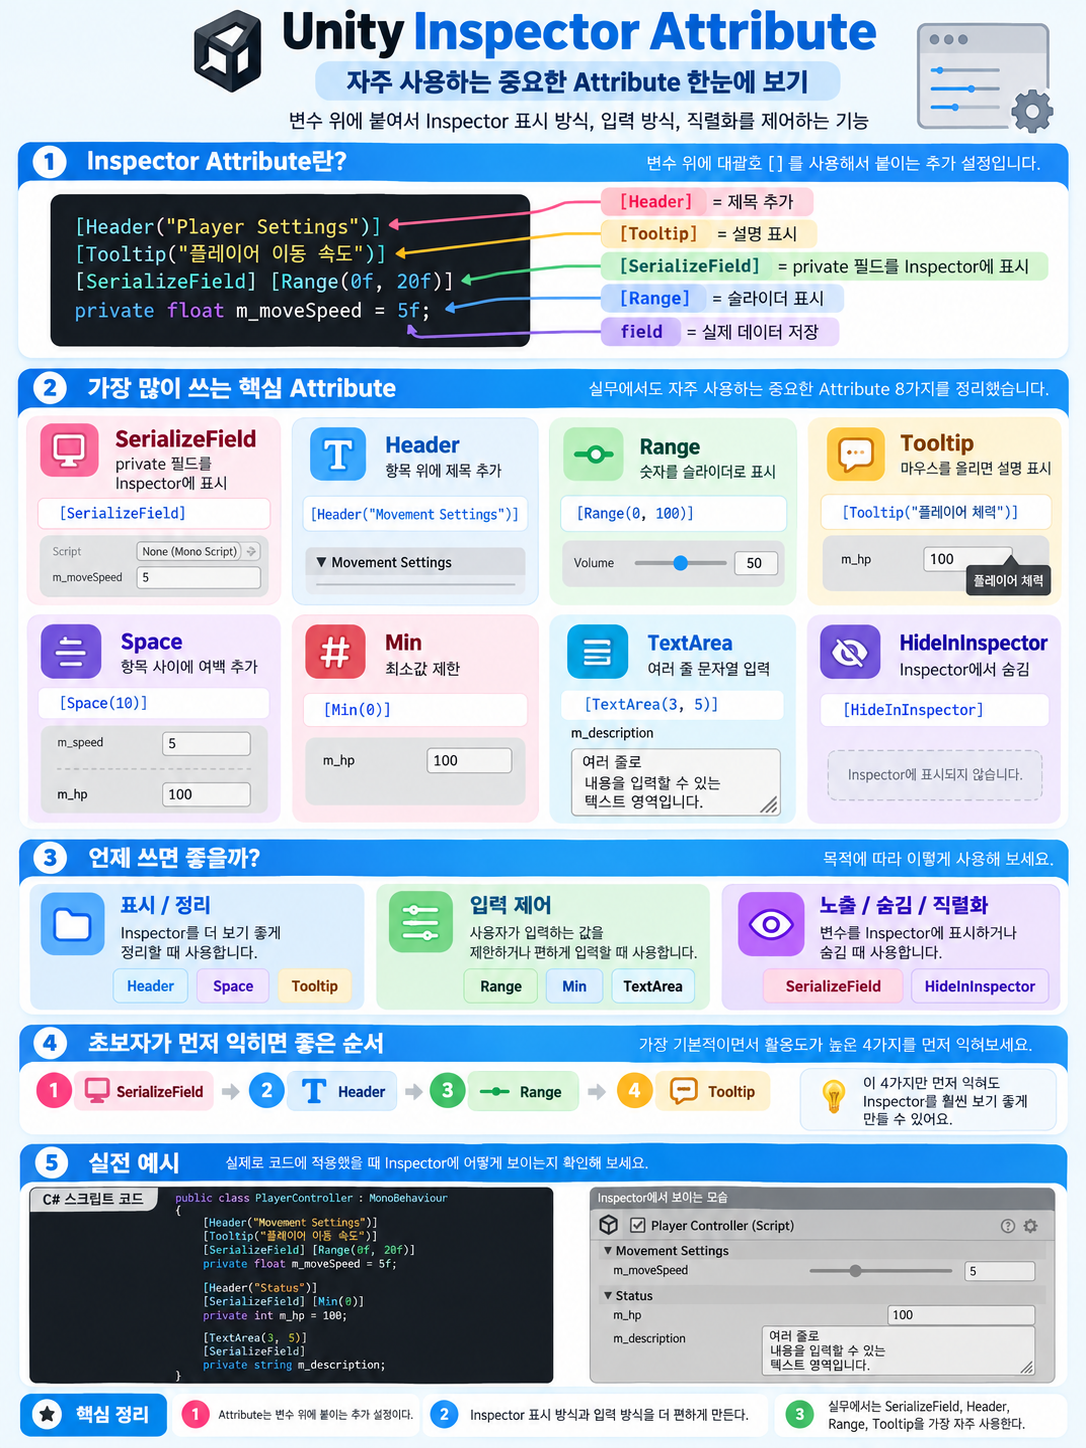 Unity Inspector Attribute
자주 사용하는 중요한 Attribute 한눈에 보기
변수 위에 붙여서 Inspector 표시 방식, 입력 방식, 직렬화를 제어하는 기능
1 Inspector Attribute란?
변수 위에 대괄호 [ ] 를 사용해서 붙이는 추가 설정입니다.
[Header("Player Settings")]
[Tooltip("플레이어 이동 속도")]
[SerializeField] [Range(0f, 20f)]
private float m_moveSpeed = 5f;
[Header] = 제목 추가
[Tooltip] = 설명 표시
[SerializeField] = private 필드를 Inspector에 표시
[Range] = 술라이더 표시
field = 실제 데이터 저장
2 가장 많이 쓰는 핵심 Attribute
실무에서도 자주 사용하는 중요한 Attribute 8가지를 정리했습니다.
SerializeField
private 필드를
Inspector에 표시
[SerializeField]
Script None (Mono Script)
m_moveSpeed 5
Header
항목 위에 제목 추가
[Header("Movement Settings")]
▼ Movement Settings
Range
숫자를 슬라이더로 표시
[Range(0, 100)]
Volume 50
Tooltip
마우스를 올리면 설명 표시
[Tooltip("플레이어 체력")]
m_hp 100
플레이어 체력
Space
항목 사이에 여백 추가
[Space(10)]
m_speed 5
m_hp 100
Min
최소값 제한
[Min(0)]
m_hp 100
TextArea
여러 줄 문자열 입력
[TextArea(3, 5)]
m_description
여러 줄로
내용을 입력할 수 있는
텍스트 영역입니다.
HideInInspector
Inspector에서 숨김
[HideInInspector]
Inspector에 표시되지 않습니다.
3 언제 쓰면 좋을까?
목적에 따라 이떻게 사용해 보세요.
표시 / 정리
Inspector를 더 보기 좋게
정리할 때 사용합니다.
Header Space Tooltip
입력 제어
사용자가 입력하는 값을
제한하거나 편하게 입력할 때 사용합니다.
Range Min TextArea
노출 / 숨김 / 직렬화
변수를 Inspector에 표시하거나
숨길 때 사용합니다.
SerializeField HideInInspector
4 초보자가 먼저 익히면 좋은 순서
가장 기본적이면서 활용도가 높은 4가지를 먼저 익혀보세요.
1 SerializeField 2 Header 3 Range 4 Tooltip
이 4가지만 먼저 익혀도
Inspector를 훨씬 보기 좋게
만들 수 있어요.
5 실전 예시
실제로 코드에 적용했을 때 Inspector에 어떻게 보이는지 확인해 보세요.
C# 스크립트 코드
public class PlayerController : MonoBehaviour
{
[Header("Movement Settings")]
[Tooltip("플레이어 이동 속도")]
[SerializeField] [Range(0f, 20f)]
private float m_moveSpeed = 5f;
[Header("Status")]
[SerializeField] [Min(0)]
private int m_hp = 100;
[TextArea(3, 5)]
[SerializeField]
private string m_description;
}
Inspector에서 보이는 모습
Player Controller (Script)
▼ Movement Settings
m_moveSpeed 5
▼ Status
m_hp 100
m_description
여러 줄로
내용을 입력할 수 있는
텍스트 영역입니다.
핵심 정리
1 Attribute는 변수 위에 붙이는 추가 설정이다.
2 Inspector 표시 방식과 입력 방식을 더 편하게 만든다.
3 실무에서는 SerializeField, Header,
Range, Tooltip을 가장 자주 사용한다.